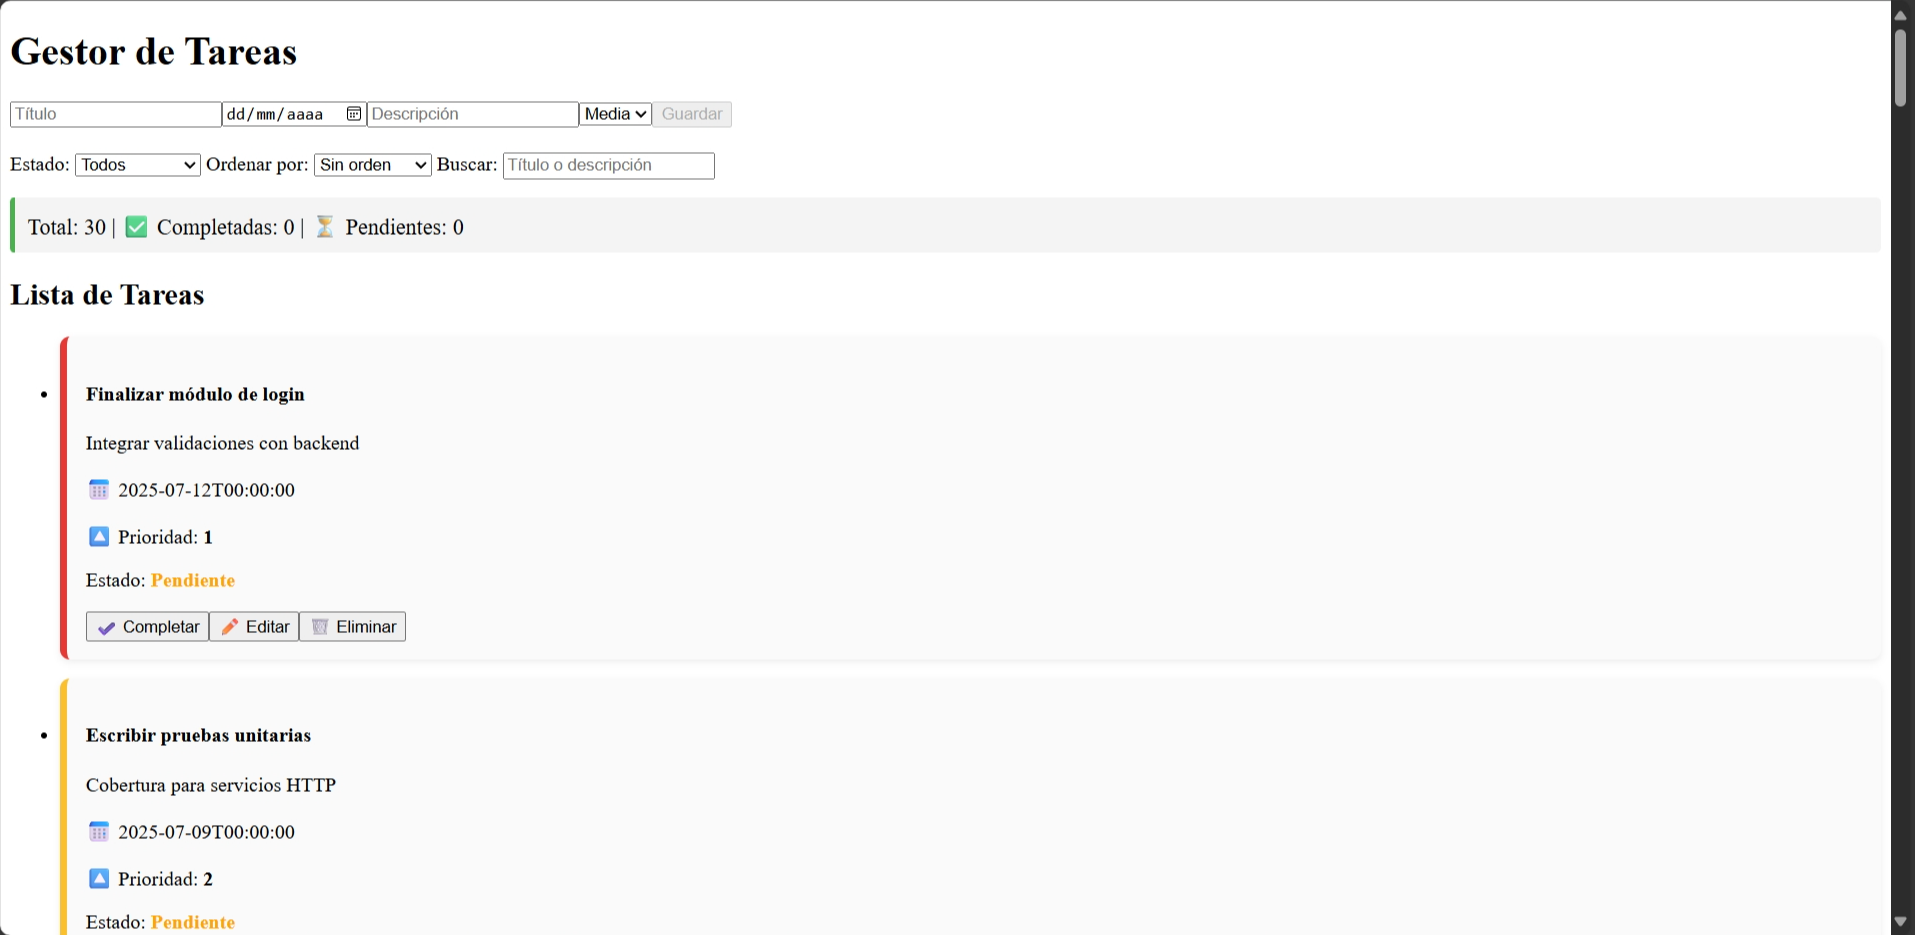 Gestor de Tareas
Título dd/mm/aaaa Descripción Media Guardar
Estado: Todos Ordenar por: Sin orden Buscar: Título o descripción
Total: 30 | ✅ Completadas: 0 | ⏳ Pendientes: 0
Lista de Tareas
• Finalizar módulo de login
Integrar validaciones con backend
2025-07-12T00:00:00
🔼 Prioridad: 1
Estado: Pendiente
✔ Completar ✏ Editar 🗑 Eliminar
• Escribir pruebas unitarias
Cobertura para servicios HTTP
2025-07-09T00:00:00
🔼 Prioridad: 2
Estado: Pendiente